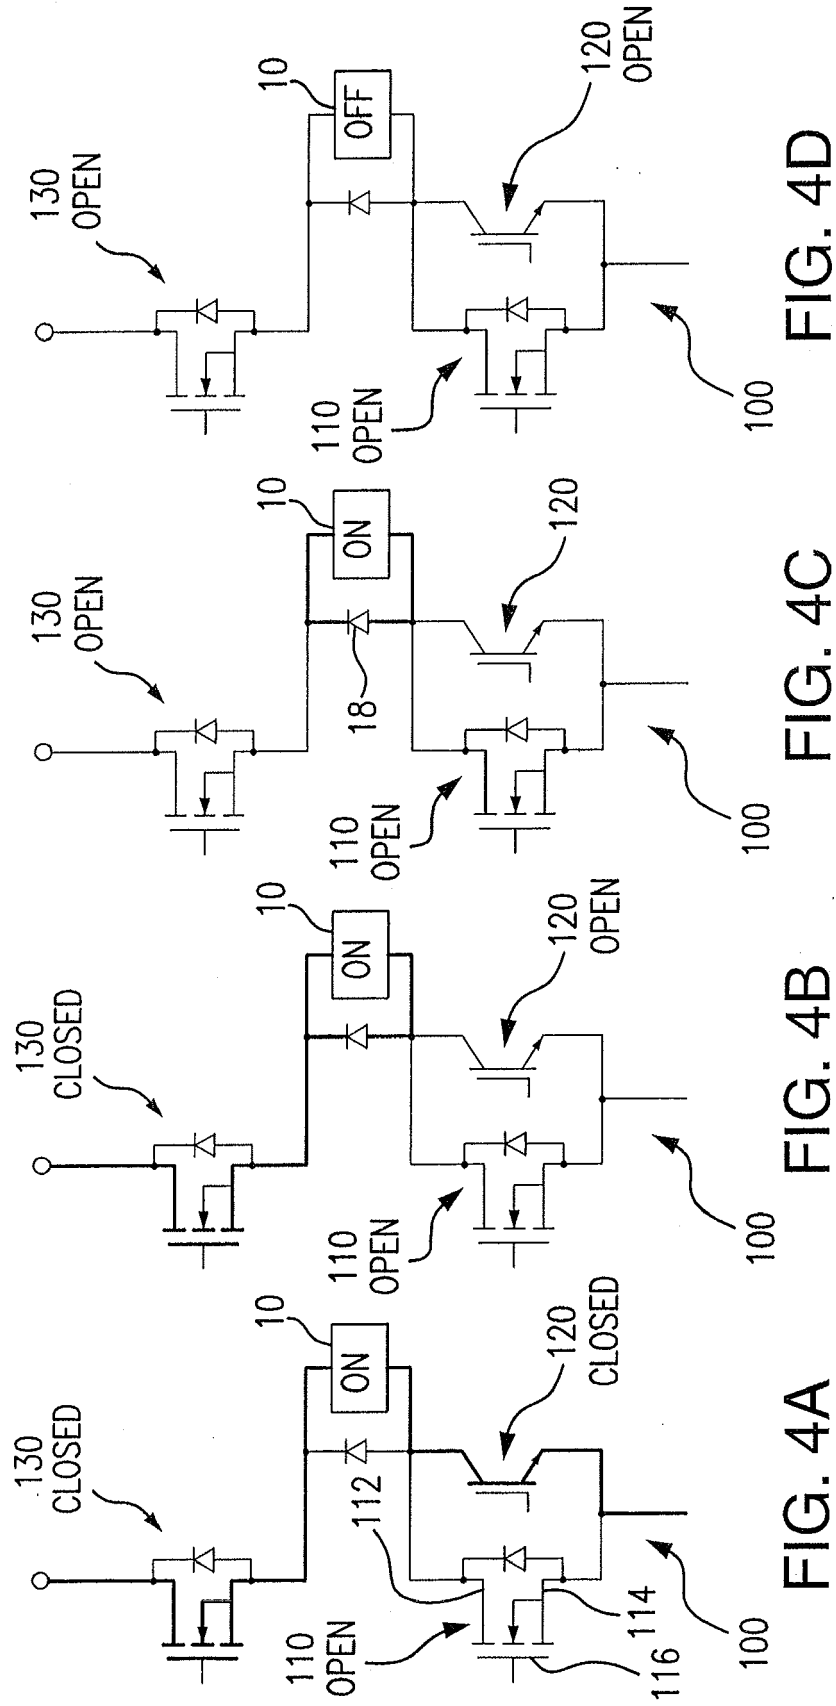 130
CLOSED
10
ON
112
110
OPEN
120
CLOSED
114
116
100
FIG. 4A
130
CLOSED
10
ON
110
OPEN
120
OPEN
100
FIG. 4B
130
OPEN
10
ON
18
110
OPEN
120
100
FIG. 4C
130
OPEN
10
OFF
110
OPEN
120
OPEN
100
FIG. 4D